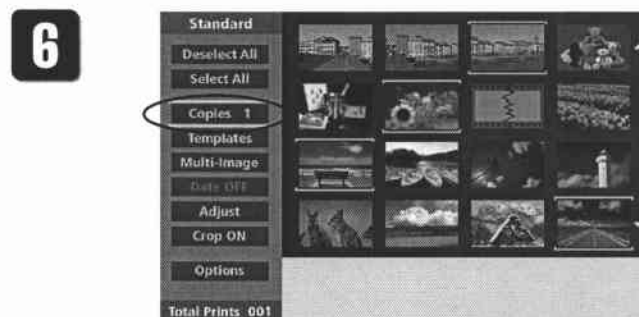 6
Standard
Deselect All
Select All
Copies 1
Templates
Multi-Image
Date OFF
Adjust
Crop ON
Options
Total Prints 001